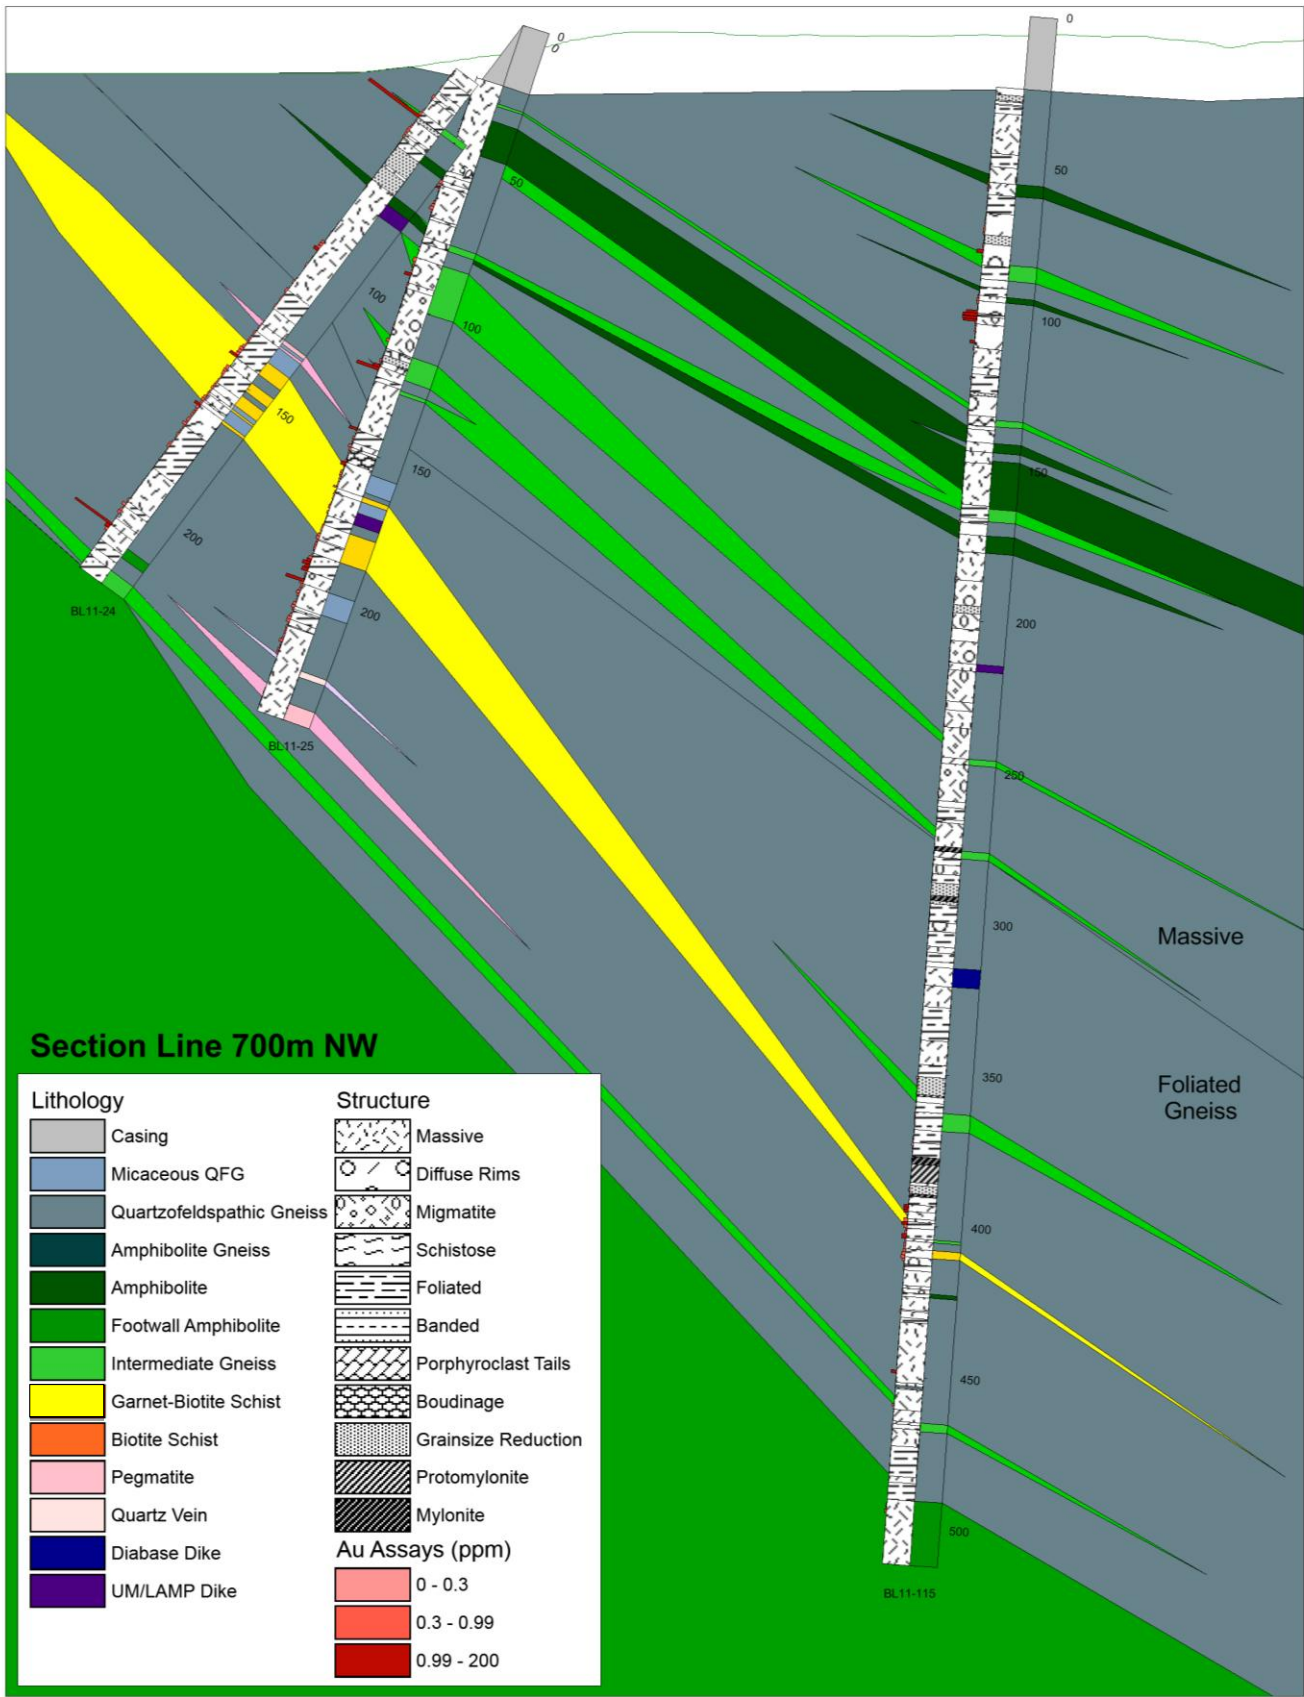 0
0
0
50
50
50
100
100
100
150
150
150
200
200
200
BL11-24
BL11-25
250
300
Massive
350
Foliated
Gneiss
400
450
500
BL11-115
Section Line 700m NW
Lithology
Casing
Micaceous QFG
Quartzofeldspathic Gneiss
Amphibolite Gneiss
Amphibolite
Footwall Amphibolite
Intermediate Gneiss
Garnet-Biotite Schist
Biotite Schist
Pegmatite
Quartz Vein
Diabase Dike
UM/LAMP Dike
Structure
Massive
Diffuse Rims
Migmatite
Schistose
Foliated
Banded
Porphyroclast Tails
Boudinage
Grainsize Reduction
Protomylonite
Mylonite
Au Assays (ppm)
0 - 0.3
0.3 - 0.99
0.99 - 200